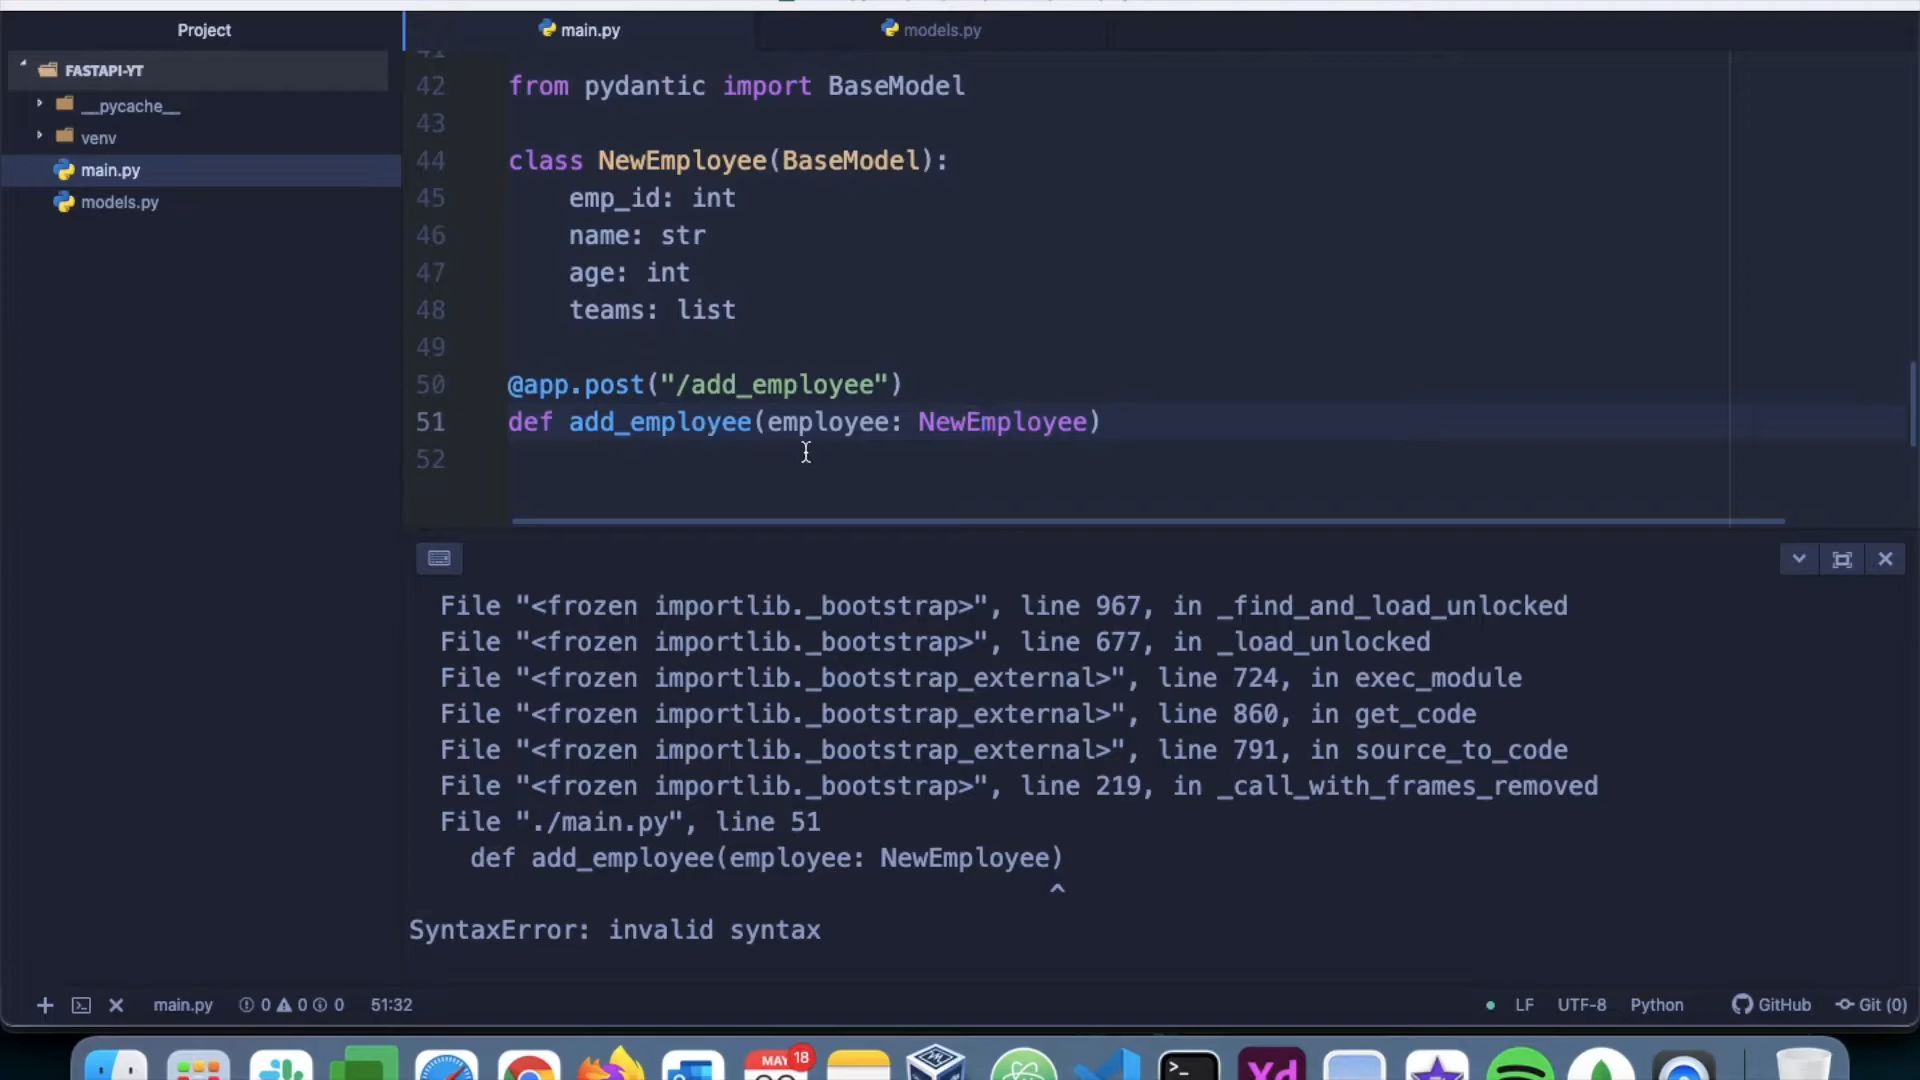 Project
FASTAPI-YT
__pycache__
venv
main.py
models.py
main.py
models.py
41
42 from pydantic import BaseModel
43
44 class NewEmployee(BaseModel):
45 emp_id: int
46 name: str
47 age: int
48 teams: list
49
50 @app.post("/add_employee")
51 def add_employee(employee: NewEmployee)
52
File "<frozen importlib._bootstrap>", line 967, in _find_and_load_unlocked
File "<frozen importlib._bootstrap>", line 677, in _load_unlocked
File "<frozen importlib._bootstrap_external>", line 724, in exec_module
File "<frozen importlib._bootstrap_external>", line 860, in get_code
File "<frozen importlib._bootstrap_external>", line 791, in source_to_code
File "<frozen importlib._bootstrap>", line 219, in _call_with_frames_removed
File "./main.py", line 51
def add_employee(employee: NewEmployee)
^
SyntaxError: invalid syntax
main.py 0 0 0 51:32 LF UTF-8 Python GitHub Git (0)
MAY 18
Xd